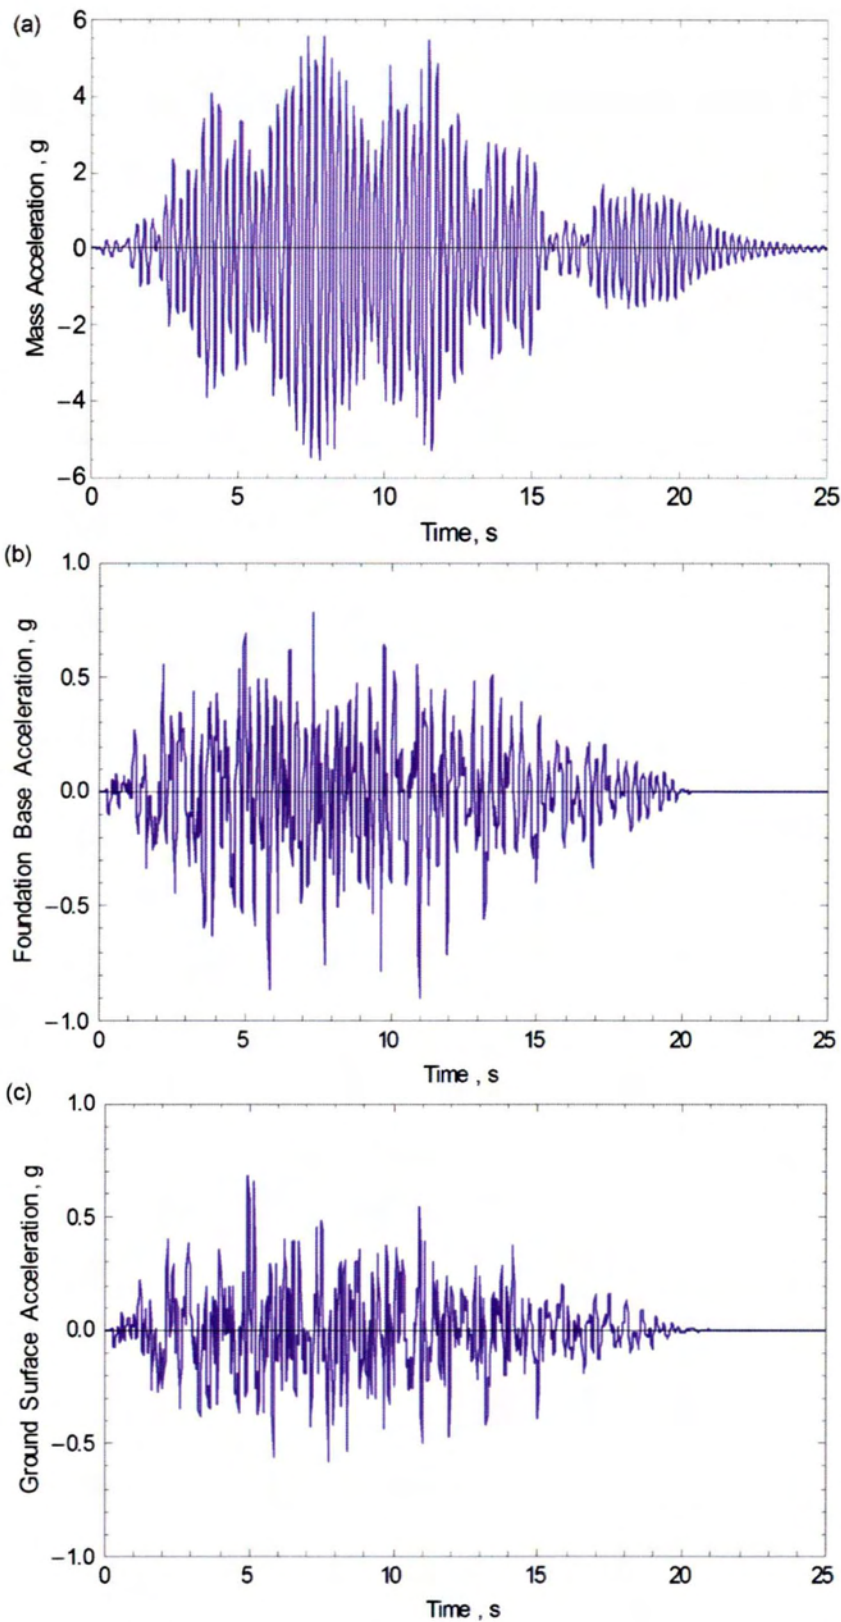 (a)
6
4
2
0
−2
−4
−6
Mass Acceleration , g
0 5 10 15 20 25
Time, s
(b)
1.0
0.5
0.0
−0.5
−1.0
Foundation Base Acceleration , g
0 5 10 15 20 25
Time , s
(c)
1.0
0.5
0.0
−0.5
−1.0
Ground Surface Acceleration, g
0 5 10 15 20 25
Time , s